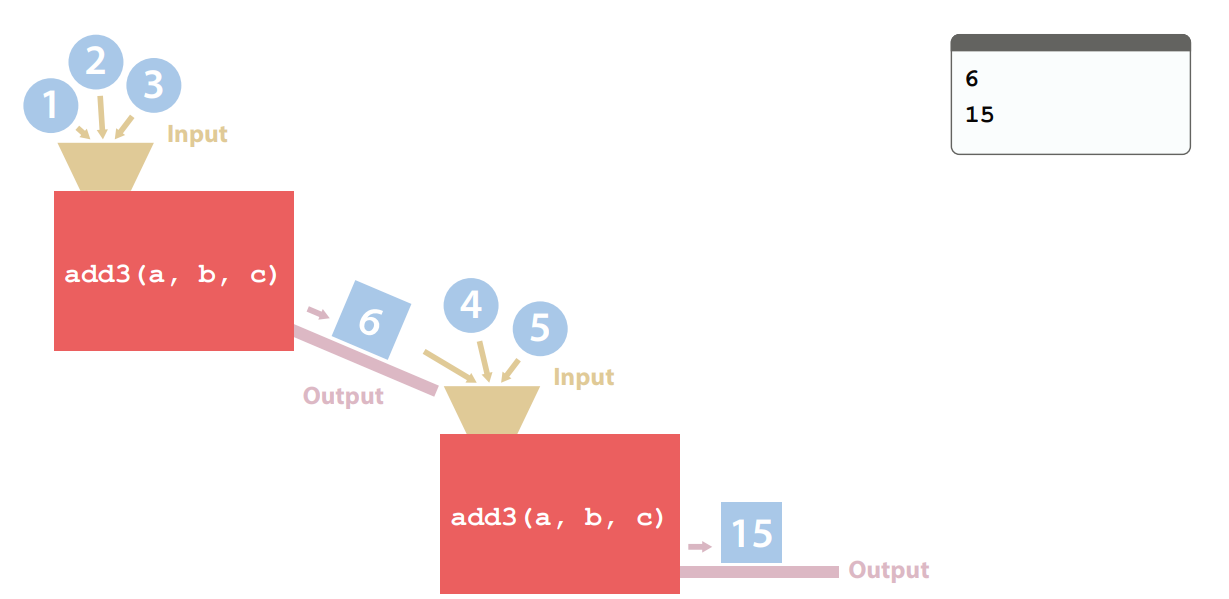 1
2
3
Input
add3(a, b, c)
6
Output
4
5
Input
add3(a, b, c)
15
Output
6
15